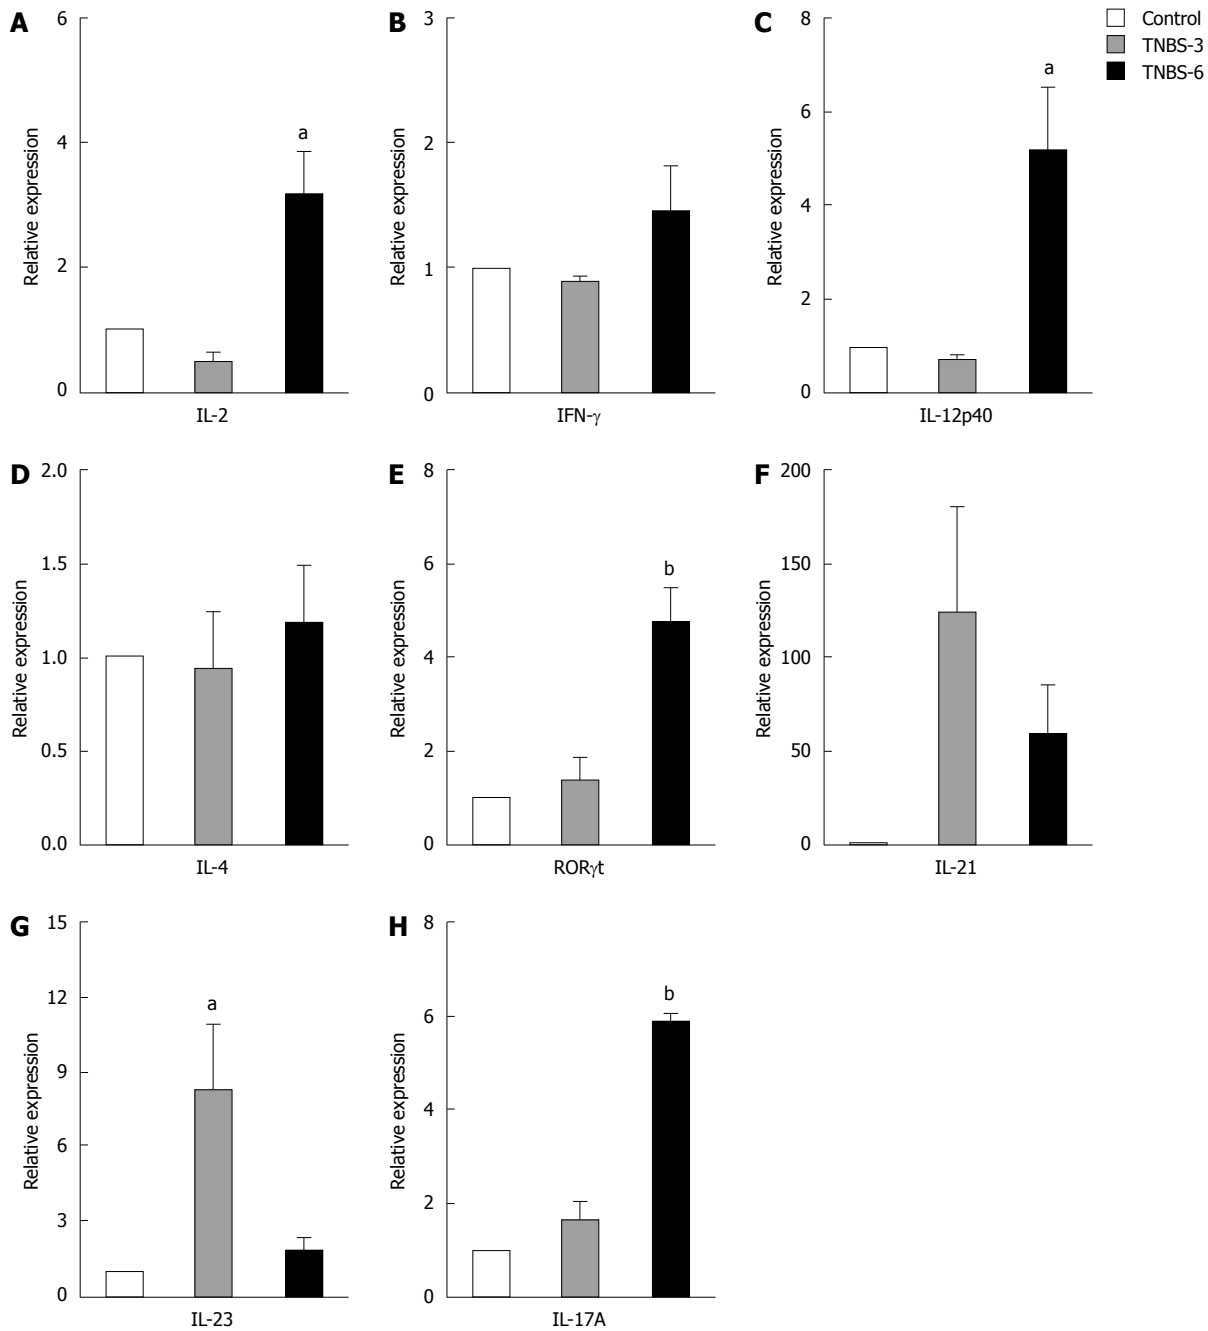 A
6
4
2
0
Relative expression
a
IL-2
B
3
2
1
0
Relative expression
IFN-γ
C
8
6
4
2
0
Relative expression
a
IL-12p40
Control
TNBS-3
TNBS-6
D
2.0
1.5
1.0
0.5
0.0
Relative expression
IL-4
E
8
6
4
2
0
Relative expression
b
RORγt
F
200
150
100
50
0
Relative expression
IL-21
G
15
12
9
6
3
0
Relative expression
a
IL-23
H
8
6
4
2
0
Relative expression
b
IL-17A